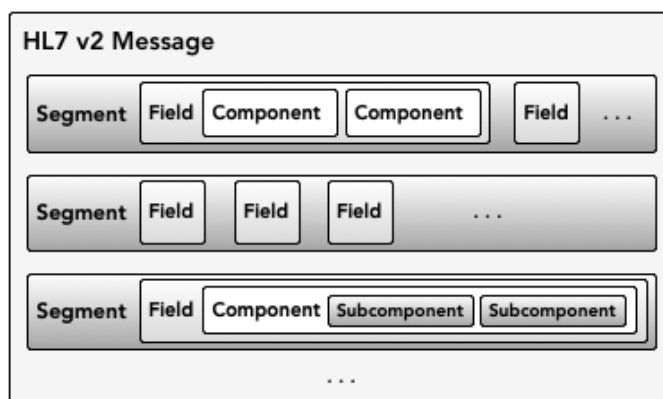 HL7 v2 Message
Segment Field Component Component Field ...
Segment Field Field Field ...
Segment Field Component Subcomponent Subcomponent
...